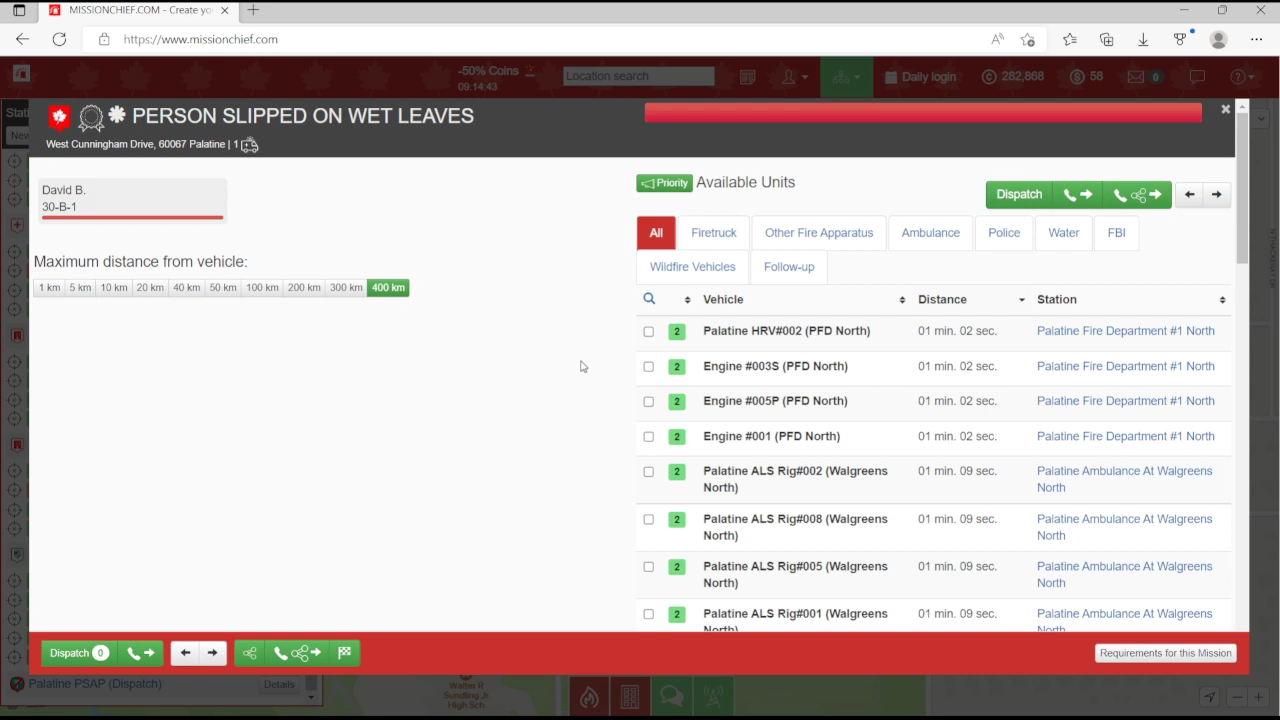 MISSIONCHIEF.COM - Create yo
https://www.missionchief.com
-50% Coins
09:14:43
Location search
Daily login
282,868
58
0
PERSON SLIPPED ON WET LEAVES
West Cunningham Drive, 60067 Palatine | 1
David B.
30-B-1
Maximum distance from vehicle:
1 km 5 km 10 km 20 km 40 km 50 km 100 km 200 km 300 km 400 km
Priority Available Units
Dispatch
All Firetruck Other Fire Apparatus Ambulance Police Water FBI
Wildfire Vehicles Follow-up
Vehicle Distance Station
2 Palatine HRV#002 (PFD North) 01 min. 02 sec. Palatine Fire Department #1 North
2 Engine #003S (PFD North) 01 min. 02 sec. Palatine Fire Department #1 North
2 Engine #005P (PFD North) 01 min. 02 sec. Palatine Fire Department #1 North
2 Engine #001 (PFD North) 01 min. 02 sec. Palatine Fire Department #1 North
2 Palatine ALS Rig#002 (Walgreens 01 min. 09 sec. Palatine Ambulance At Walgreens
North) North
2 Palatine ALS Rig#008 (Walgreens 01 min. 09 sec. Palatine Ambulance At Walgreens
North) North
2 Palatine ALS Rig#005 (Walgreens 01 min. 09 sec. Palatine Ambulance At Walgreens
North) North
2 Palatine ALS Rig#001 (Walgreens 01 min. 09 sec. Palatine Ambulance At Walgreens
North) North
Dispatch 0
Requirements for this Mission
Palatine PSAP (Dispatch) Details
Walter R
Sundling Jr.
High Sch